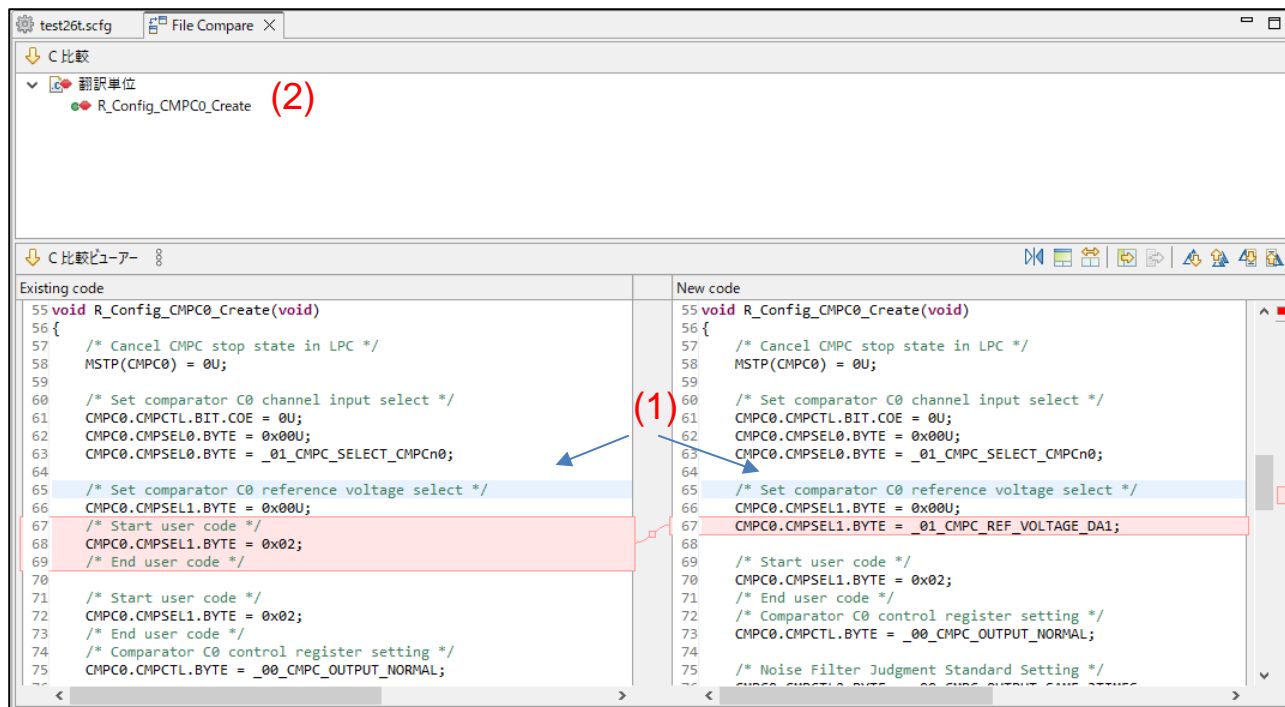 test26t.scfg
File Compare
C 比較
翻訳単位
R_Config_CMPC0_Create
(2)
C 比較ビューアー
Existing code
55 void R_Config_CMPC0_Create(void)
56 {
57 /* Cancel CMPC stop state in LPC */
58 MSTP(CMPC0) = 0U;
59
60 /* Set comparator C0 channel input select */
61 CMPC0.CMPCTL.BIT.COE = 0U;
62 CMPC0.CMPSEL0.BYTE = 0x00U;
63 CMPC0.CMPSEL0.BYTE = _01_CMPC_SELECT_CMPCn0;
64
65 /* Set comparator C0 reference voltage select */
66 CMPC0.CMPSEL1.BYTE = 0x00U;
67 /* Start user code */
68 CMPC0.CMPSEL1.BYTE = 0x02;
69 /* End user code */
70
71 /* Start user code */
72 CMPC0.CMPSEL1.BYTE = 0x02;
73 /* End user code */
74 /* Comparator C0 control register setting */
75 CMPC0.CMPCTL.BYTE = _00_CMPC_OUTPUT_NORMAL;
(1)
New code
55 void R_Config_CMPC0_Create(void)
56 {
57 /* Cancel CMPC stop state in LPC */
58 MSTP(CMPC0) = 0U;
59
60 /* Set comparator C0 channel input select */
61 CMPC0.CMPCTL.BIT.COE = 0U;
62 CMPC0.CMPSEL0.BYTE = 0x00U;
63 CMPC0.CMPSEL0.BYTE = _01_CMPC_SELECT_CMPCn0;
64
65 /* Set comparator C0 reference voltage select */
66 CMPC0.CMPSEL1.BYTE = 0x00U;
67 CMPC0.CMPSEL1.BYTE = _01_CMPC_REF_VOLTAGE_DA1;
68
69 /* Start user code */
70 CMPC0.CMPSEL1.BYTE = 0x02;
71 /* End user code */
72 /* Comparator C0 control register setting */
73 CMPC0.CMPCTL.BYTE = _00_CMPC_OUTPUT_NORMAL;
74
75 /* Noise Filter Judgment Standard Setting */